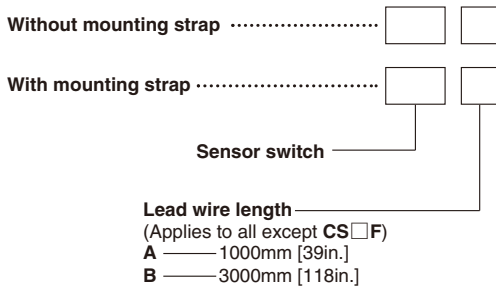 Without mounting strap
With mounting strap
Sensor switch
Lead wire length
(Applies to all except CS□F)
A 1000mm [39in.]
B 3000mm [118in.]